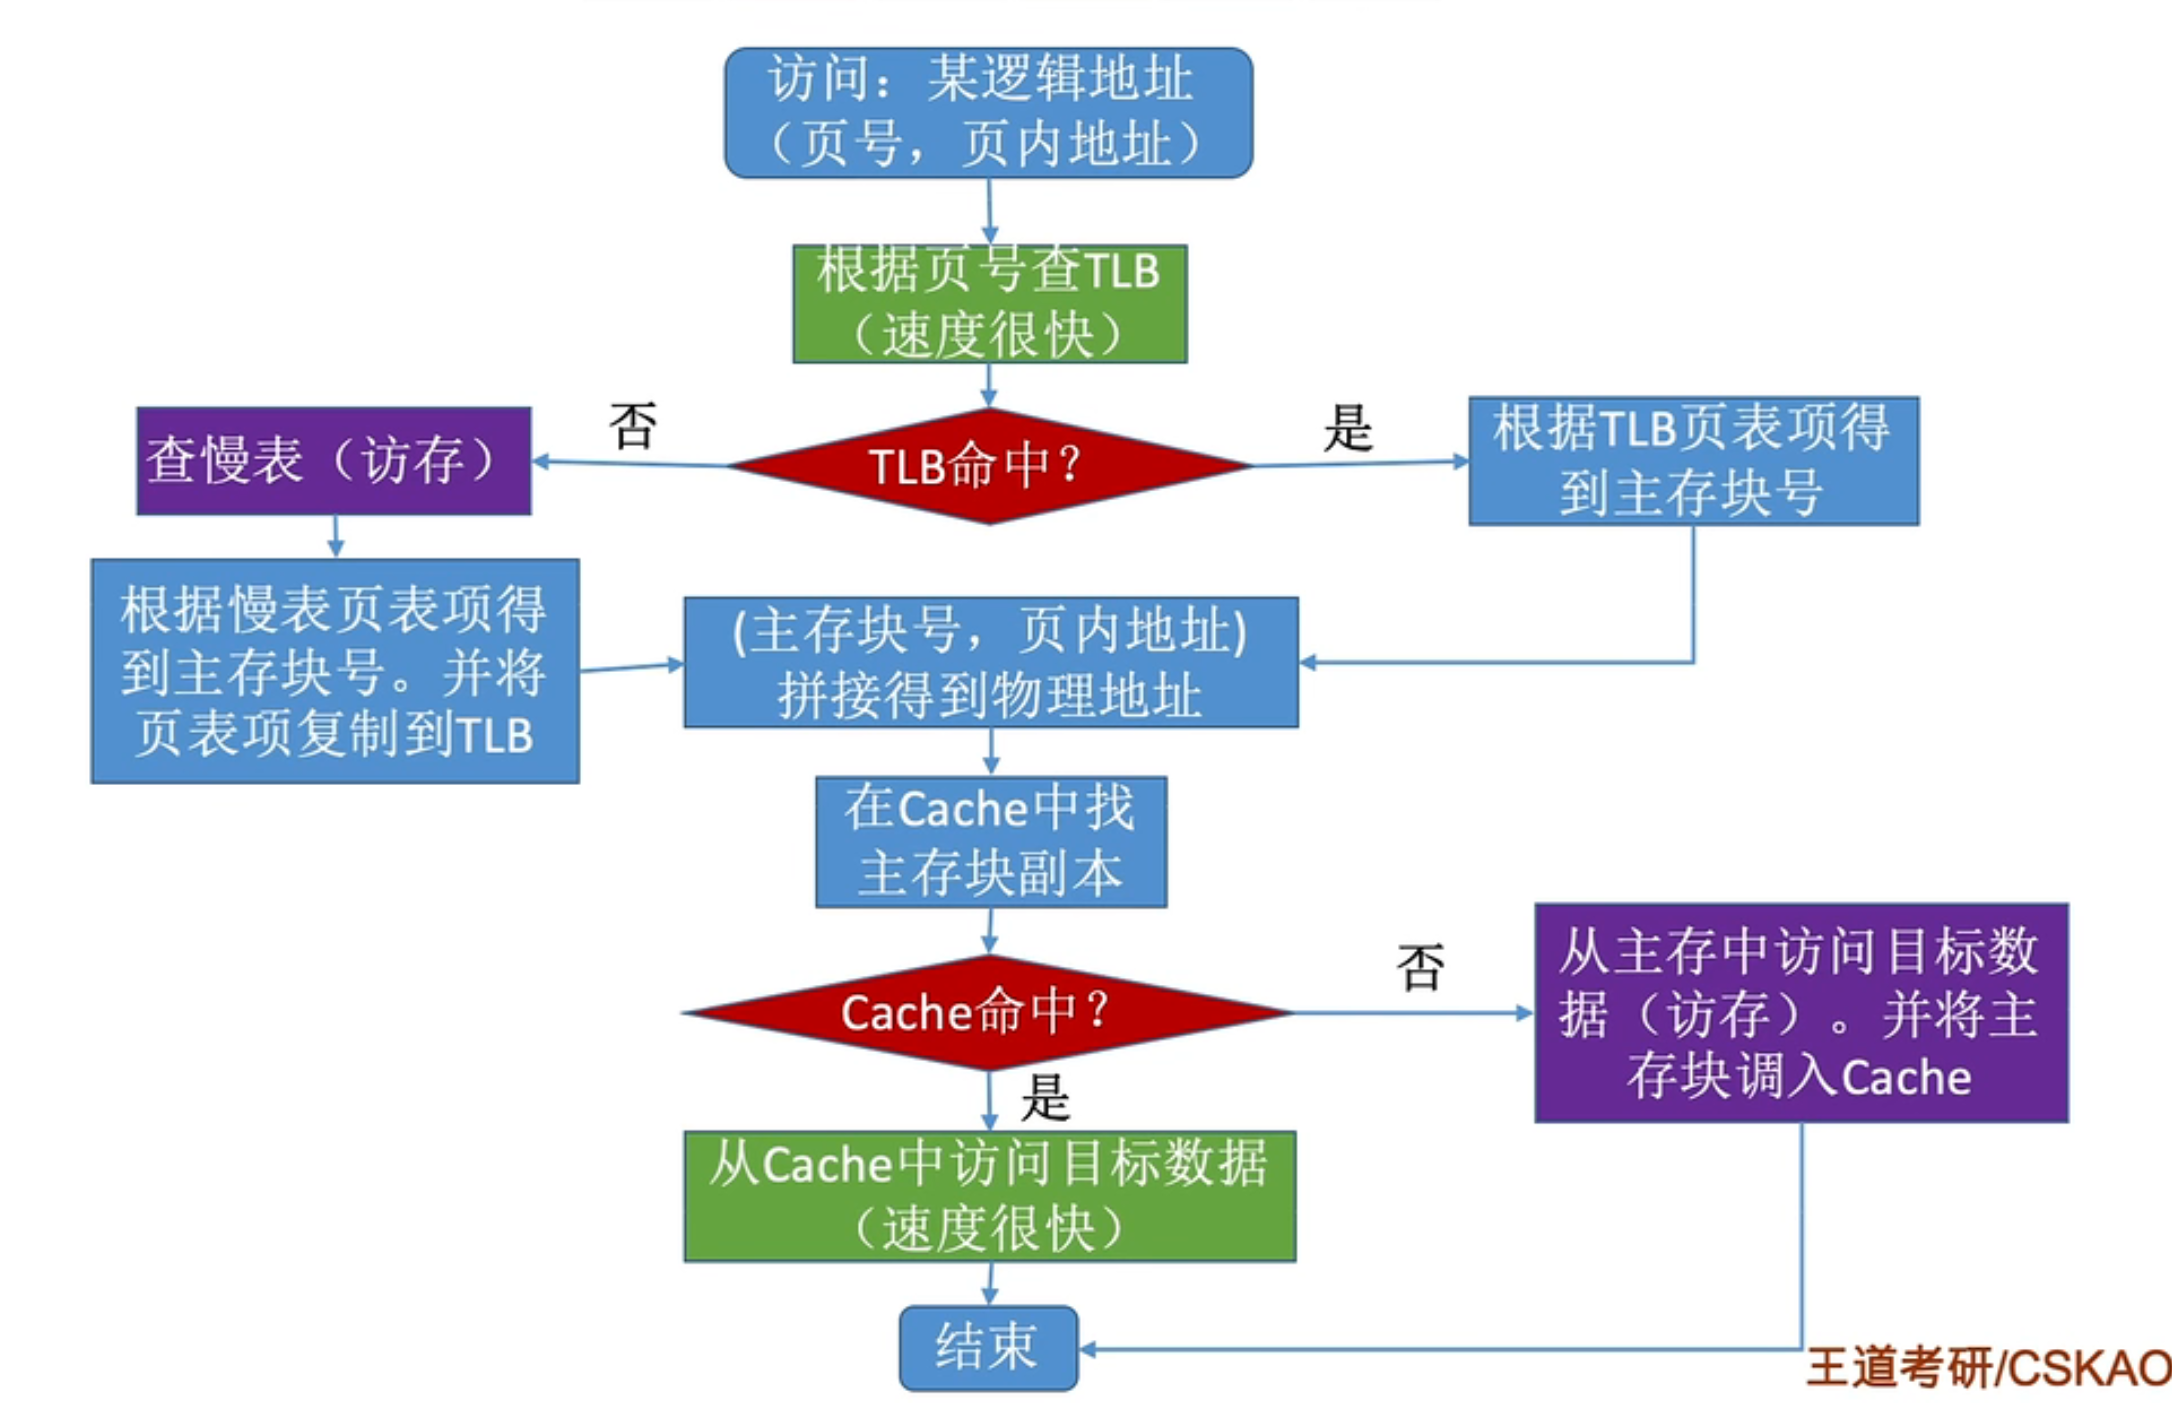 访问：某逻辑地址
（页号，页内地址）
根据页号查TLB
（速度很快）
否
是
查慢表（访存）
TLB命中？
根据TLB页表项得
到主存块号
根据慢表页表项得
到主存块号。并将
页表项复制到TLB
(主存块号，页内地址)
拼接得到物理地址
在Cache中找
主存块副本
Cache命中？
否
从主存中访问目标数
据（访存）。并将主
存块调入Cache
是
从Cache中访问目标数据
（速度很快）
结束
王道考研/CSKAO